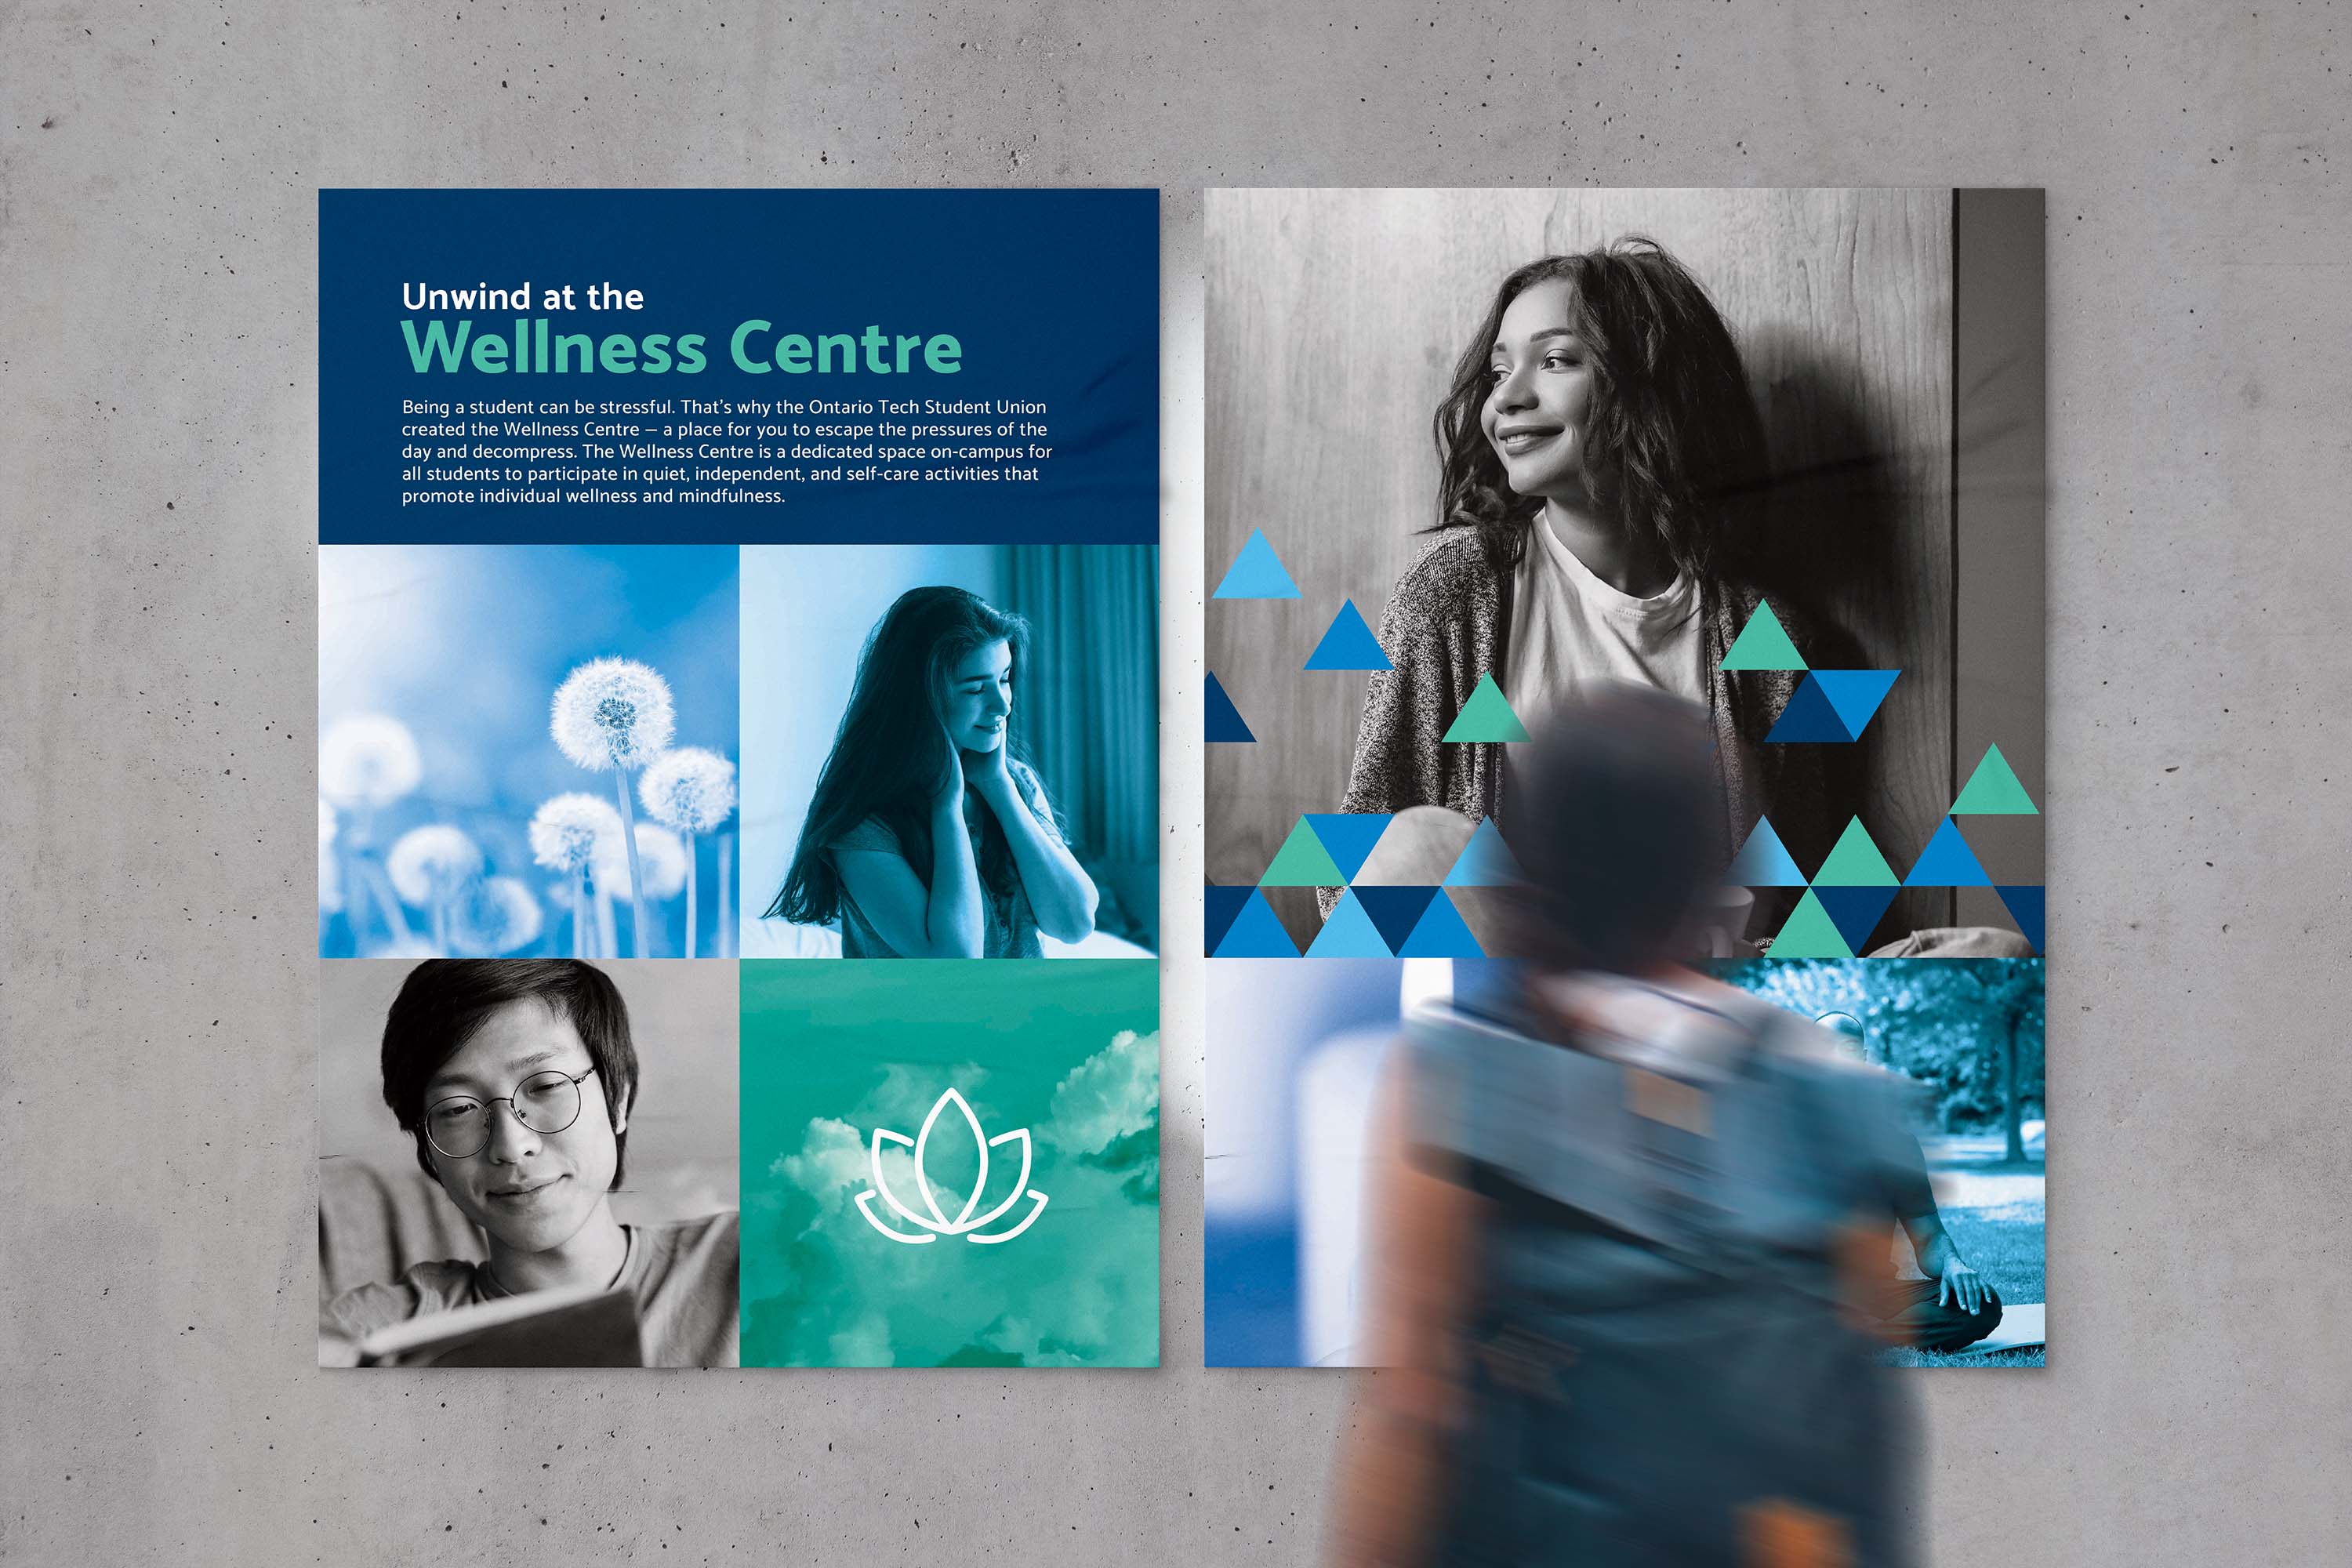 Unwind at the
Wellness Centre
Being a student can be stressful. That's why the Ontario Tech Student Union
created the Wellness Centre – a place for you to escape the pressures of the
day and decompress. The Wellness Centre is a dedicated space on-campus for
all students to participate in quiet, independent, and self-care activities that
promote individual wellness and mindfulness.